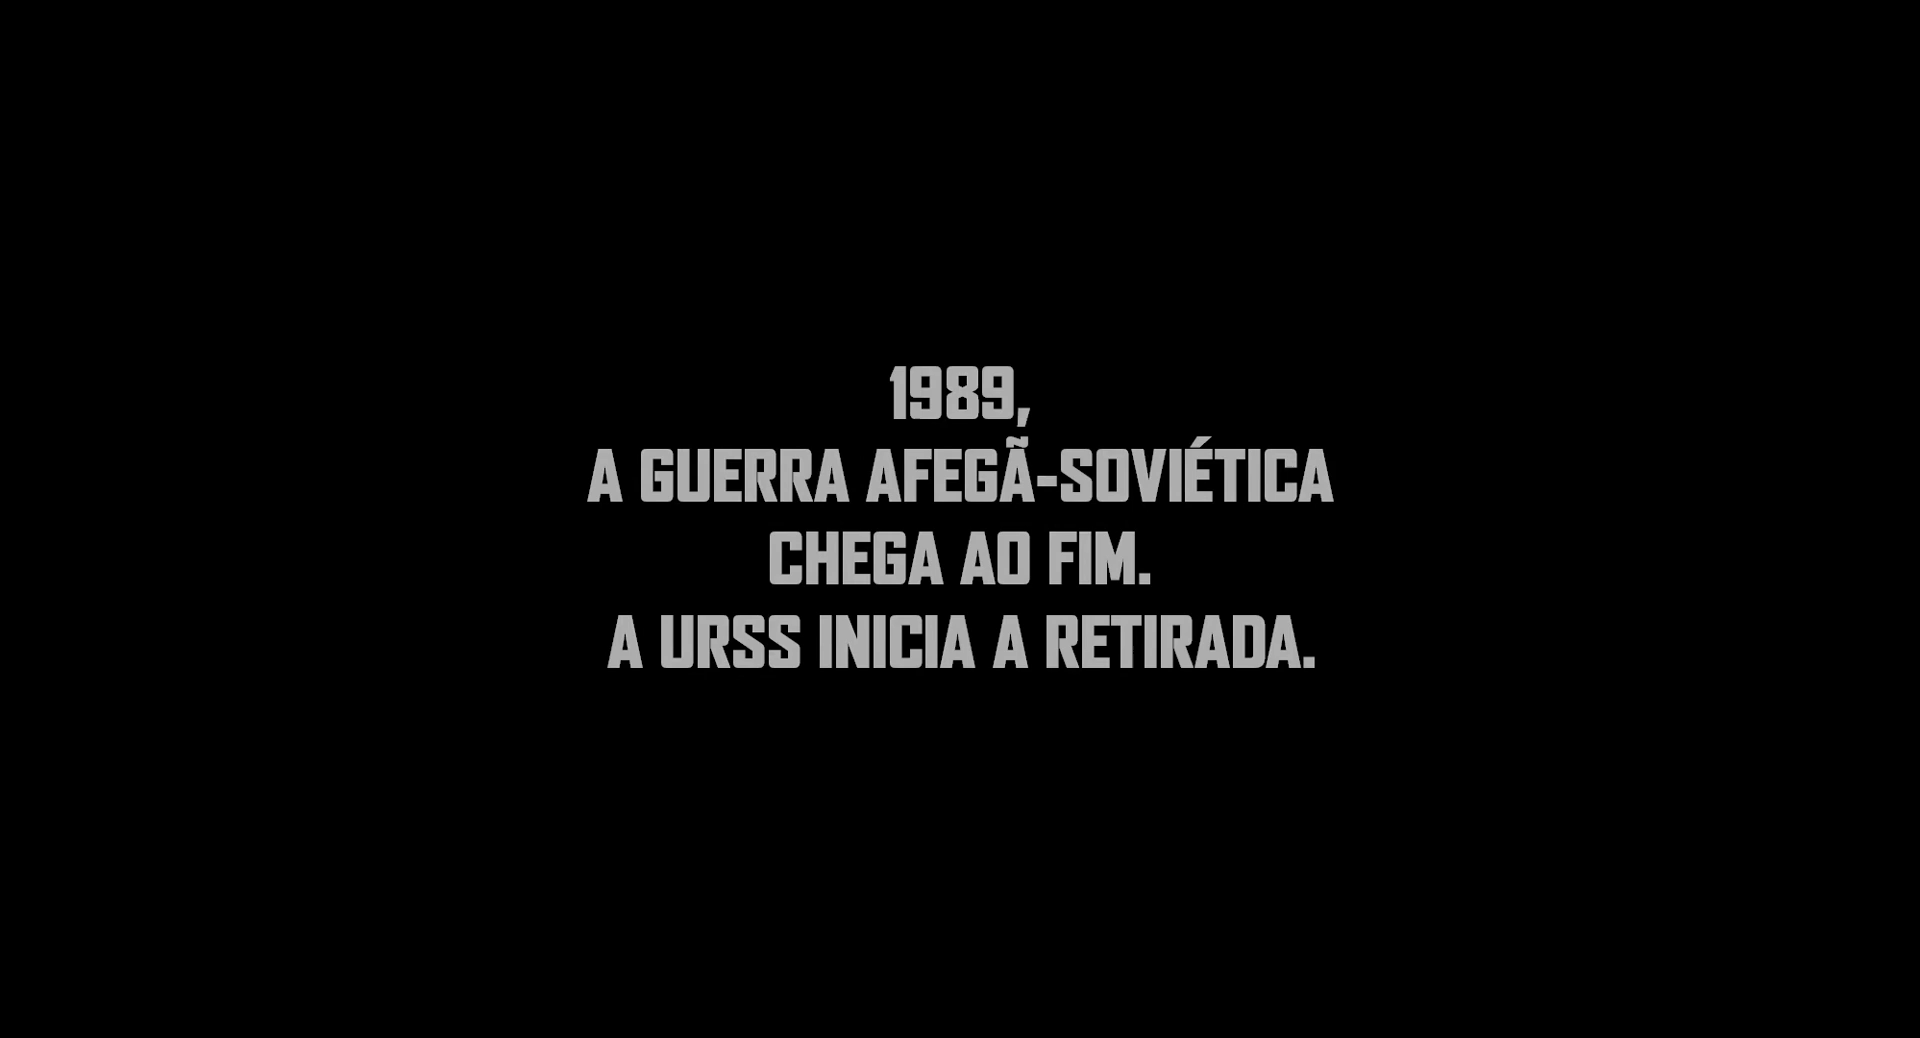 1989,
A GUERRA AFEGÃ-SOVIÉTICA
CHEGA AO FIM.
A URSS INICIA A RETIRADA.